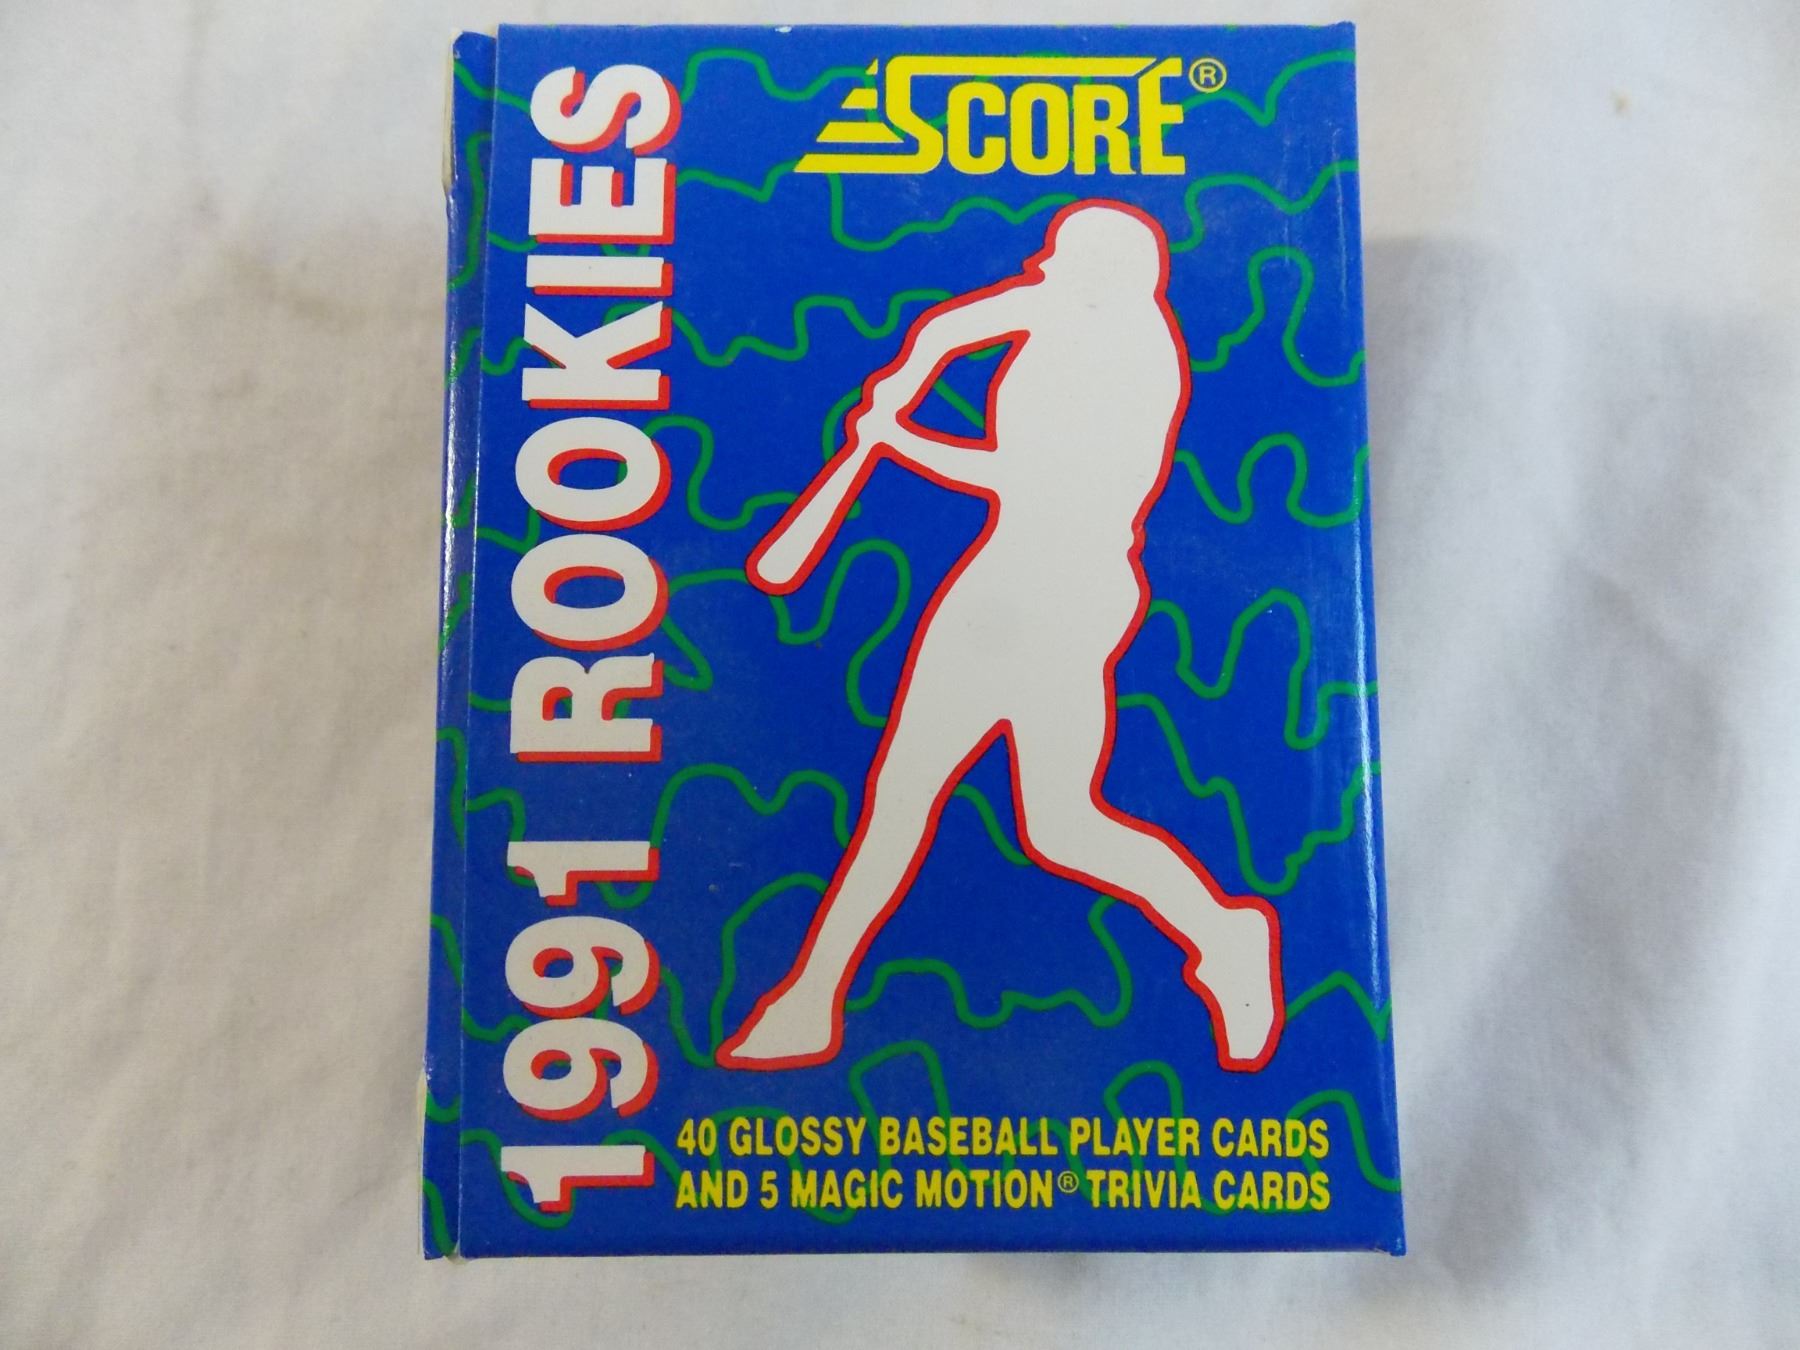 SCORE®
1991 ROOKIES
40 GLOSSY BASEBALL PLAYER CARDS
AND 5 MAGIC MOTION® TRIVIA CARDS